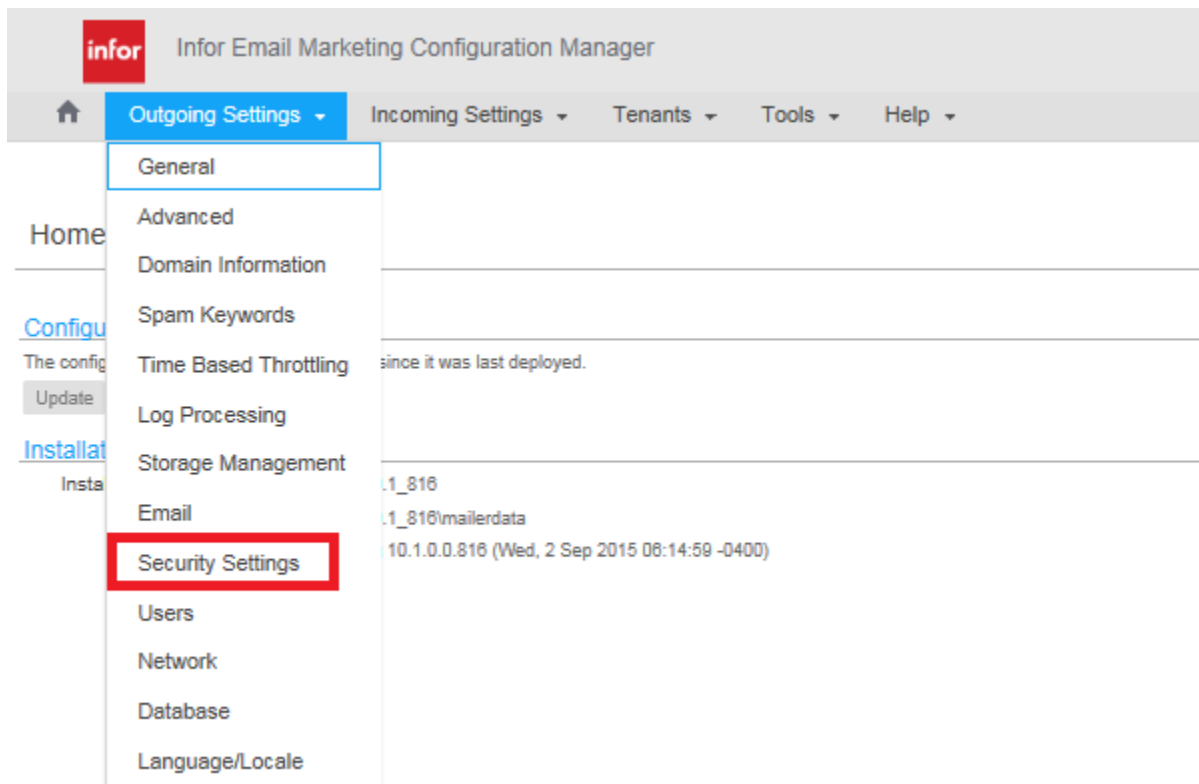 infor Infor Email Marketing Configuration Manager
Outgoing Settings Incoming Settings Tenants Tools Help
General
Advanced
Home
Domain Information
Spam Keywords
Configu
The config
Time Based Throttling
since it was last deployed.
Update
Log Processing
Installat
Storage Management
Insta
.1_816
Email
.1_816\mailerdata
10.1.0.0.816 (Wed, 2 Sep 2015 06:14:59 -0400)
Security Settings
Users
Network
Database
Language/Locale